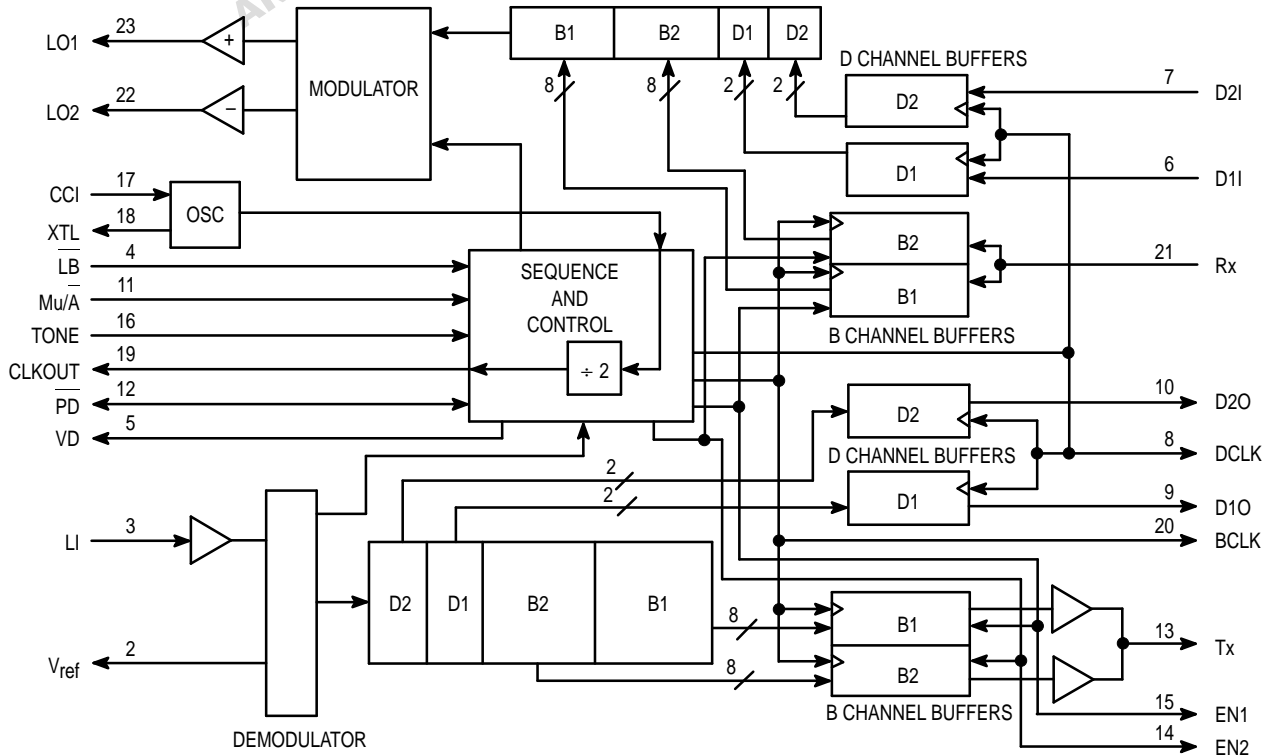 LO1
23
+
LO2
22
−
MODULATOR
B1
B2
D1
D2
8
8
2
2
D CHANNEL BUFFERS
D2
D1
7
D2I
6
D1I
CCI
17
XTL
18
OSC
LB
4
Mu/A
11
TONE
16
CLKOUT
19
PD
12
VD
5
SEQUENCE
AND
CONTROL
÷ 2
B2
B1
21
Rx
B CHANNEL BUFFERS
D2
10
D2O
D CHANNEL BUFFERS
8
DCLK
D1
9
D1O
20
BCLK
2
2
LI
3
Vref
2
DEMODULATOR
D2
D1
B2
B1
8
8
B1
B2
B CHANNEL BUFFERS
13
Tx
15
EN1
14
EN2